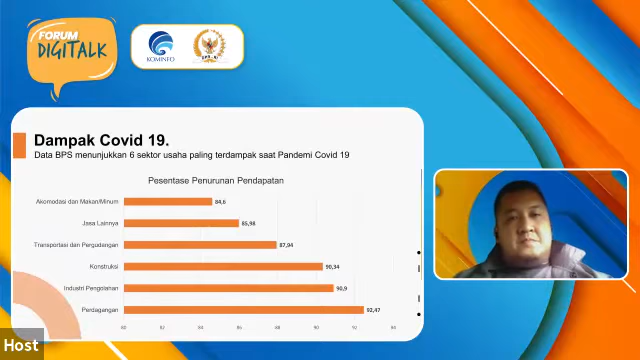 FORUM
DIGITALK
KOMINFO
DPR-RI
Dampak Covid 19.
Data BPS menunjukkan 6 sektor usaha paling terdampak saat Pandemi Covid 19
Pesentase Penurunan Pendapatan
Akomodasi dan Makan/Minum 84,6
Jasa Lainnya 85,98
Transportasi dan Pergudangan 87,94
Konstruksi 90,34
Industri Pengolahan 90,9
Perdagangan 92,47
80 82 84 86 88 90 92 94
Host